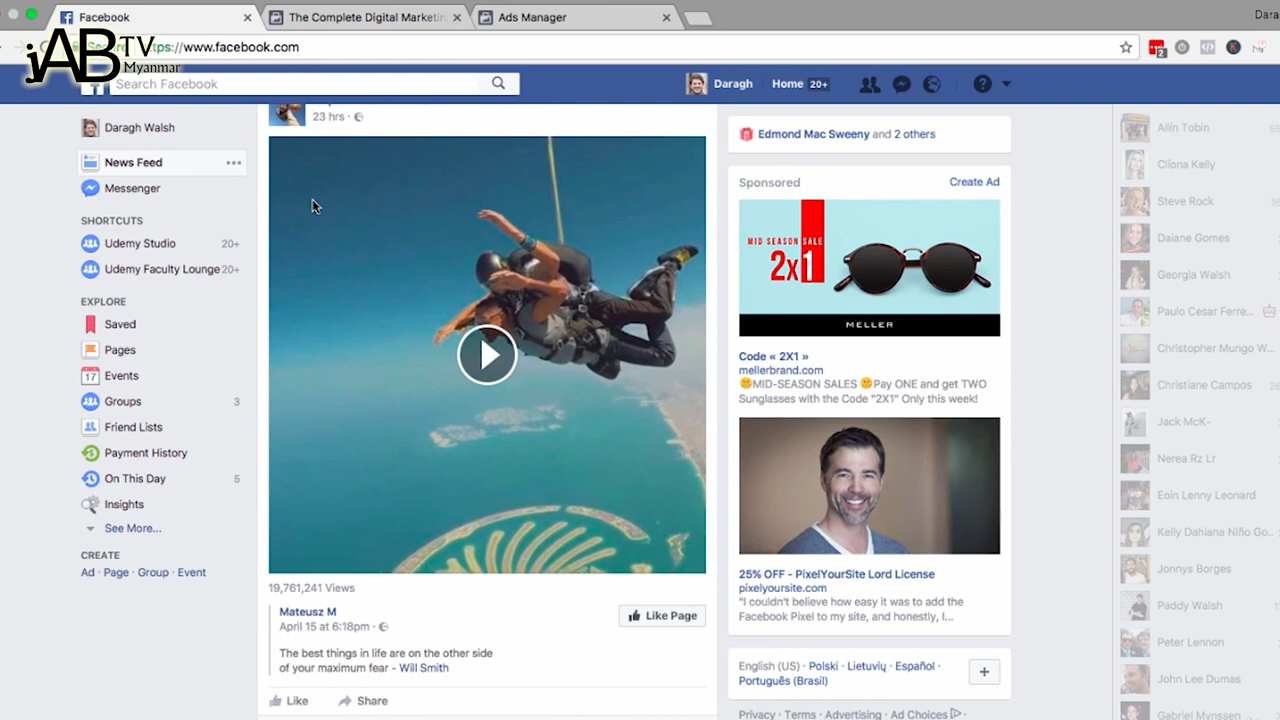 Facebook
The Complete Digital Marketin
Ads Manager
Dara
https://www.facebook.com
2
jAB TV
Myanmar
Search Facebook
Daragh
Home 20+
Daragh Walsh
News Feed
Messenger
SHORTCUTS
Udemy Studio 20+
Udemy Faculty Lounge 20+
EXPLORE
Saved
Pages
17 Events
Groups 3
Friend Lists
Payment History
On This Day 5
Insights
See More...
CREATE
Ad · Page · Group · Event
23 hrs ·
19,761,241 Views
Mateusz M
April 15 at 6:18pm ·
Like Page
The best things in life are on the other side
of your maximum fear - Will Smith
Like Share
Edmond Mac Sweeny and 2 others
Sponsored
Create Ad
MID SEASON SALE
2x1
MELLER
Code « 2X1 »
mellerbrand.com
MID-SEASON SALES Pay ONE and get TWO
Sunglasses with the Code "2X1" Only this week!
25% OFF - PixelYourSite Lord License
pixelyoursite.com
"I couldn't believe how easy it was to add the
Facebook Pixel to my site, and honestly, I...
English (US) · Polski · Lietuvių · Español ·
Português (Brasil)
Privacy · Terms · Advertising · Ad Choices ·
Ailín Tobin
Clíona Kelly
Steve Rock
Daiane Gomes
Georgia Walsh
Paulo Cesar Ferre...
Christopher Mungo W...
Christiane Campos
Jack McK-
Nerea Rz Lr
Eoin Lenny Leonard
Kelly Dahiana Niño Go..
Jonnys Borges
Paddy Walsh
Peter Lennon
John Lee Dumas
Gabriel Mynssen